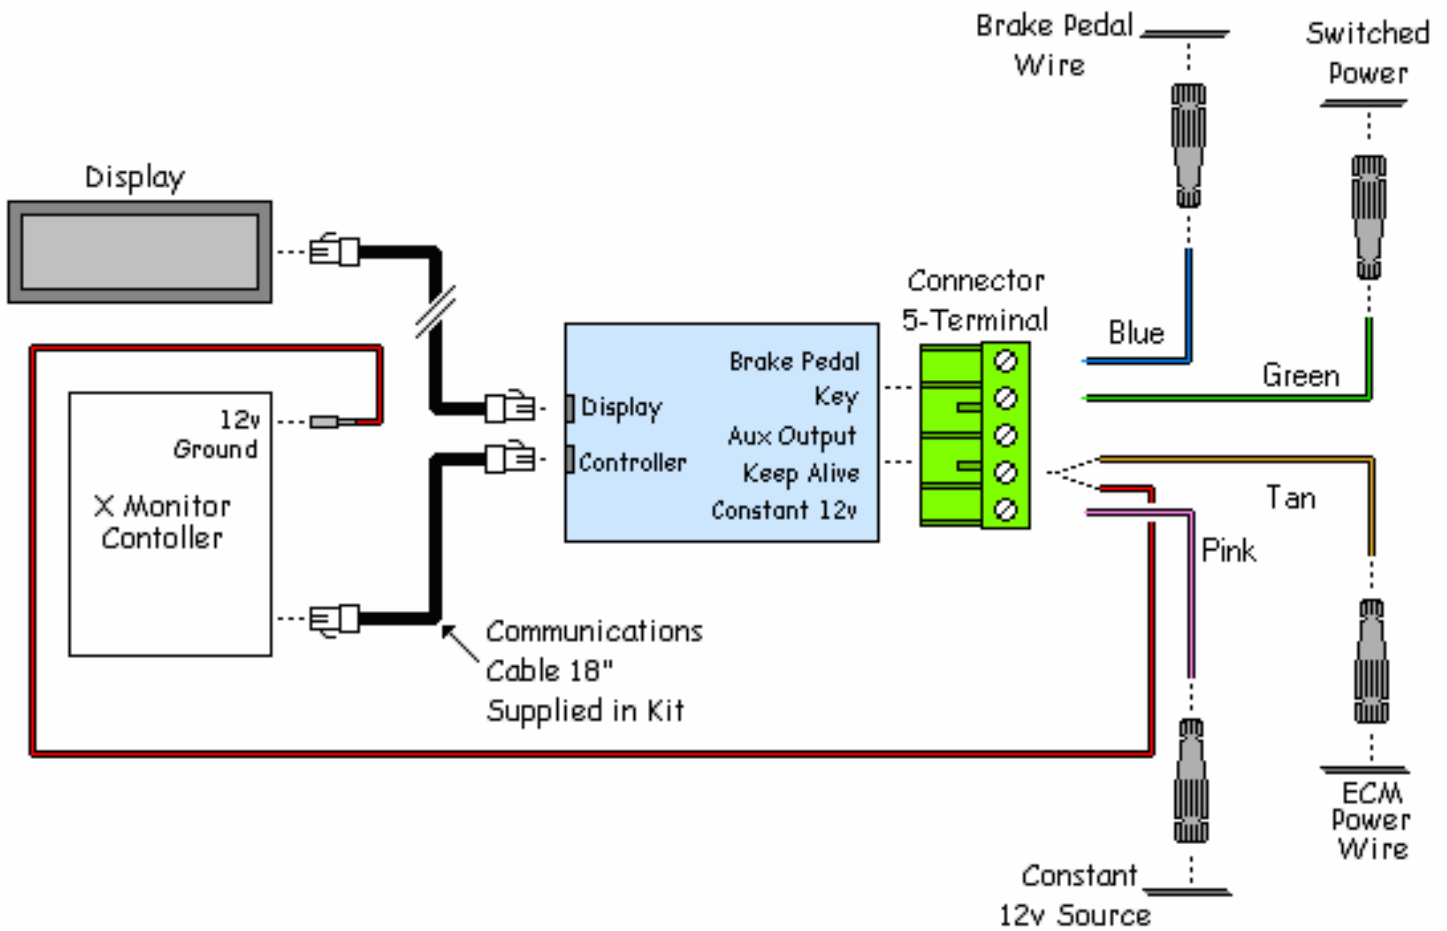 Brake Pedal
Wire
Switched
Power
Display
Connector
5-Terminal
Blue
Green
12v
Ground
X Monitor
Contoller
Display
Controller
Brake Pedal
Key
Aux Output
Keep Alive
Constant 12v
Tan
Pink
Communications
Cable 18"
Supplied in Kit
ECM
Power
Wire
Constant
12v Source